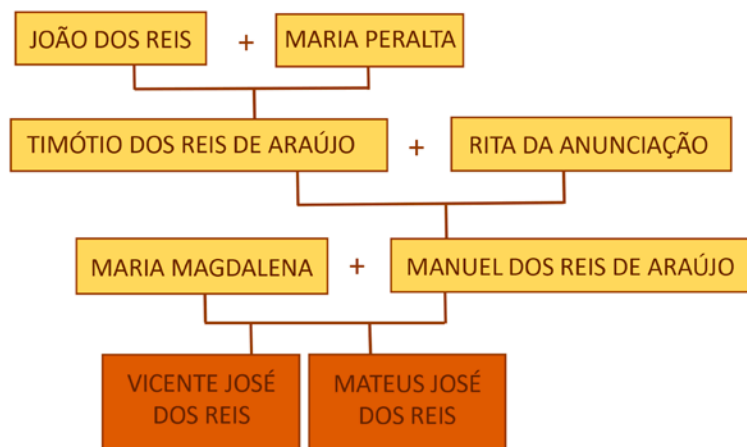 JOÃO DOS REIS + MARIA PERALTA
TIMÓTIO DOS REIS DE ARAÚJO + RITA DA ANUNCIAÇÃO
MARIA MAGDALENA + MANUEL DOS REIS DE ARAÚJO
VICENTE JOSÉ
DOS REIS
MATEUS JOSÉ
DOS REIS